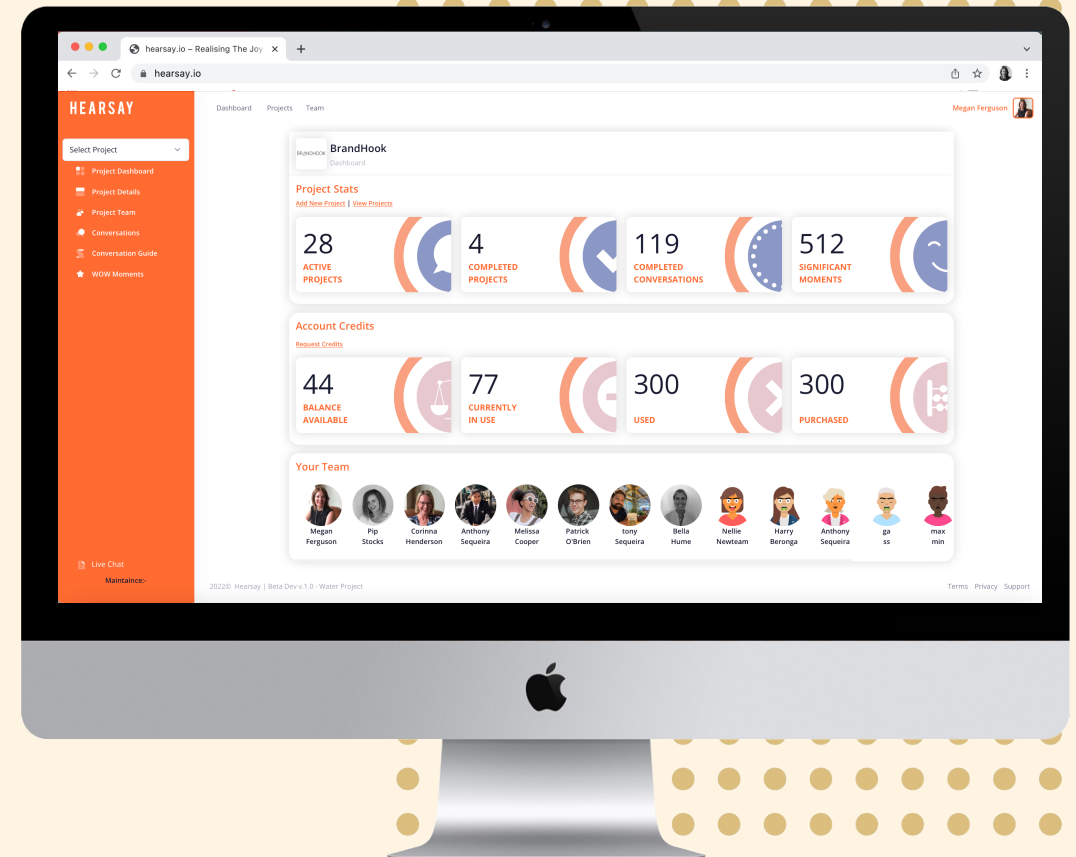 hearsay.io – Realising The Joy
hearsay.io
HEARSAY
Dashboard Projects Team
Megan Ferguson
Select Project
Project Dashboard
Project Details
Project Team
Conversations
Conversation Guide
WOW Moments
Live Chat
Maintaince:-
BRANDHOOK
BrandHook
Dashboard
Project Stats
Add New Project | View Projects
28
ACTIVE
PROJECTS
4
COMPLETED
PROJECTS
119
COMPLETED
CONVERSATIONS
512
SIGNIFICANT
MOMENTS
Account Credits
Request Credits
44
BALANCE
AVAILABLE
77
CURRENTLY
IN USE
300
USED
300
PURCHASED
Your Team
Megan
Ferguson
Pip
Stocks
Corinna
Henderson
Anthony
Sequeira
Melissa
Cooper
Patrick
O'Brien
tony
Sequeira
Bella
Hume
Nellie
Newteam
Harry
Beronga
Anthony
Sequeira
ga
ss
max
min
2022© Hearsay | Beta Dev v.1.0 - Water Project
Terms Privacy Support